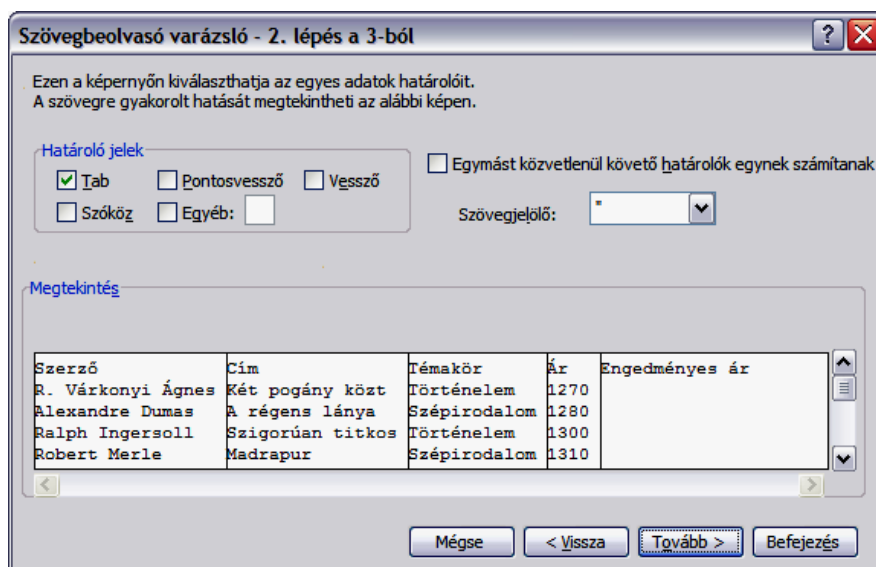 Szövegbeolvasó varázsló - 2. lépés a 3-ból
Ezen a képernyőn kiválaszthatja az egyes adatok határolóit.
A szövegre gyakorolt hatását megtekintheti az alábbi képen.
Határoló jelek
Tab Pontosvessző Vessző
Szóköz Egyéb:
Egymást közvetlenül követő határolók egynek számítanak
Szövegjelölő: "
Megtekintés
Szerző Cím Témakör Ár Engedményes ár
R. Várkonyi Ágnes Két pogány közt Történelem 1270
Alexandre Dumas A régens lánya Szépirodalom 1280
Ralph Ingersoll Szigorúan titkos Történelem 1300
Robert Merle Madrapur Szépirodalom 1310
Mégse < Vissza Tovább > Befejezés